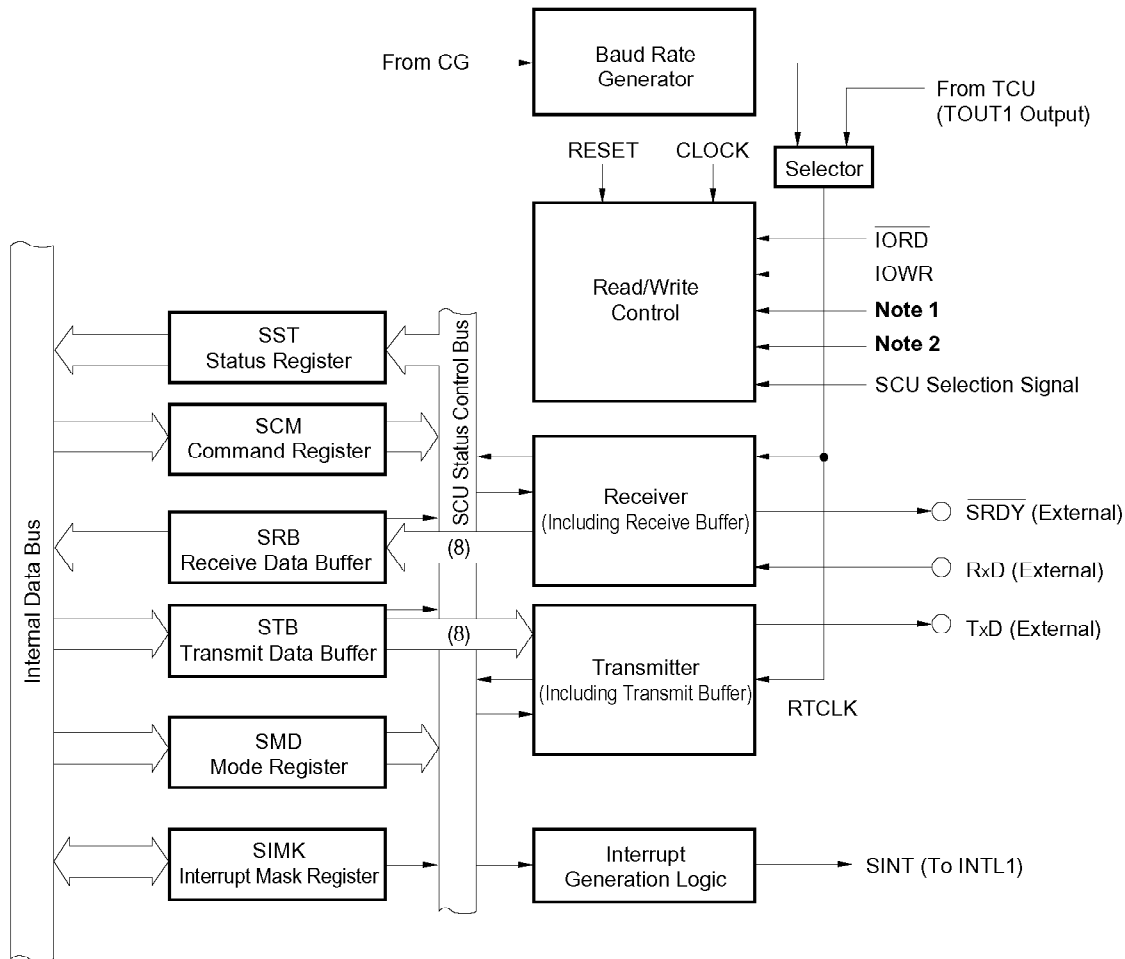 From CG
Baud Rate
Generator
From TCU
(TOUT1 Output)
RESET
CLOCK
Selector
Read/Write
Control
IORD
IOWR
Note 1
Note 2
SCU Selection Signal
Internal Data Bus
SCU Status Control Bus
SST
Status Register
SCM
Command Register
SRB
Receive Data Buffer
(8)
Receiver
(Including Receive Buffer)
SRDY (External)
RxD (External)
STB
Transmit Data Buffer
(8)
Transmitter
(Including Transmit Buffer)
TxD (External)
RTCLK
SMD
Mode Register
SIMK
Interrupt Mask Register
Interrupt
Generation Logic
SINT (To INTL1)